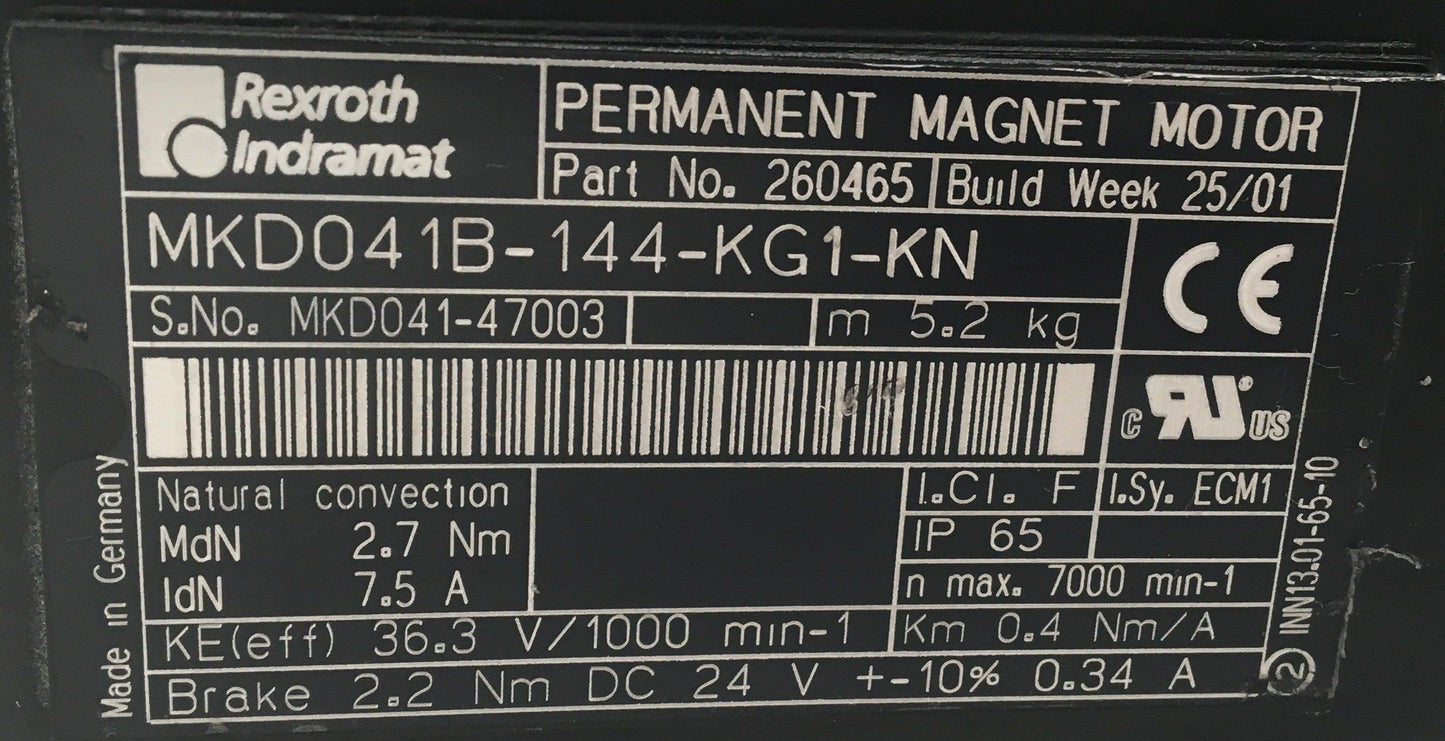 Rexroth
Indramat
PERMANENT MAGNET MOTOR
Part No. 260465 Build Week 25/01
MKD041B-144-KG1-KN
CE
S.No. MKD041-47003 m 5.2 kg
C RU US
Natural convection
MdN 2.7 Nm
IdN 7.5 A
I.Cl. F I.Sy. ECM1
IP 65
n max. 7000 min-1
KE(eff) 36.3 V/1000 min-1 Km 0.4 Nm/A
Brake 2.2 Nm DC 24 V +-10% 0.34 A
Made in Germany
2 INN13.01-65-10